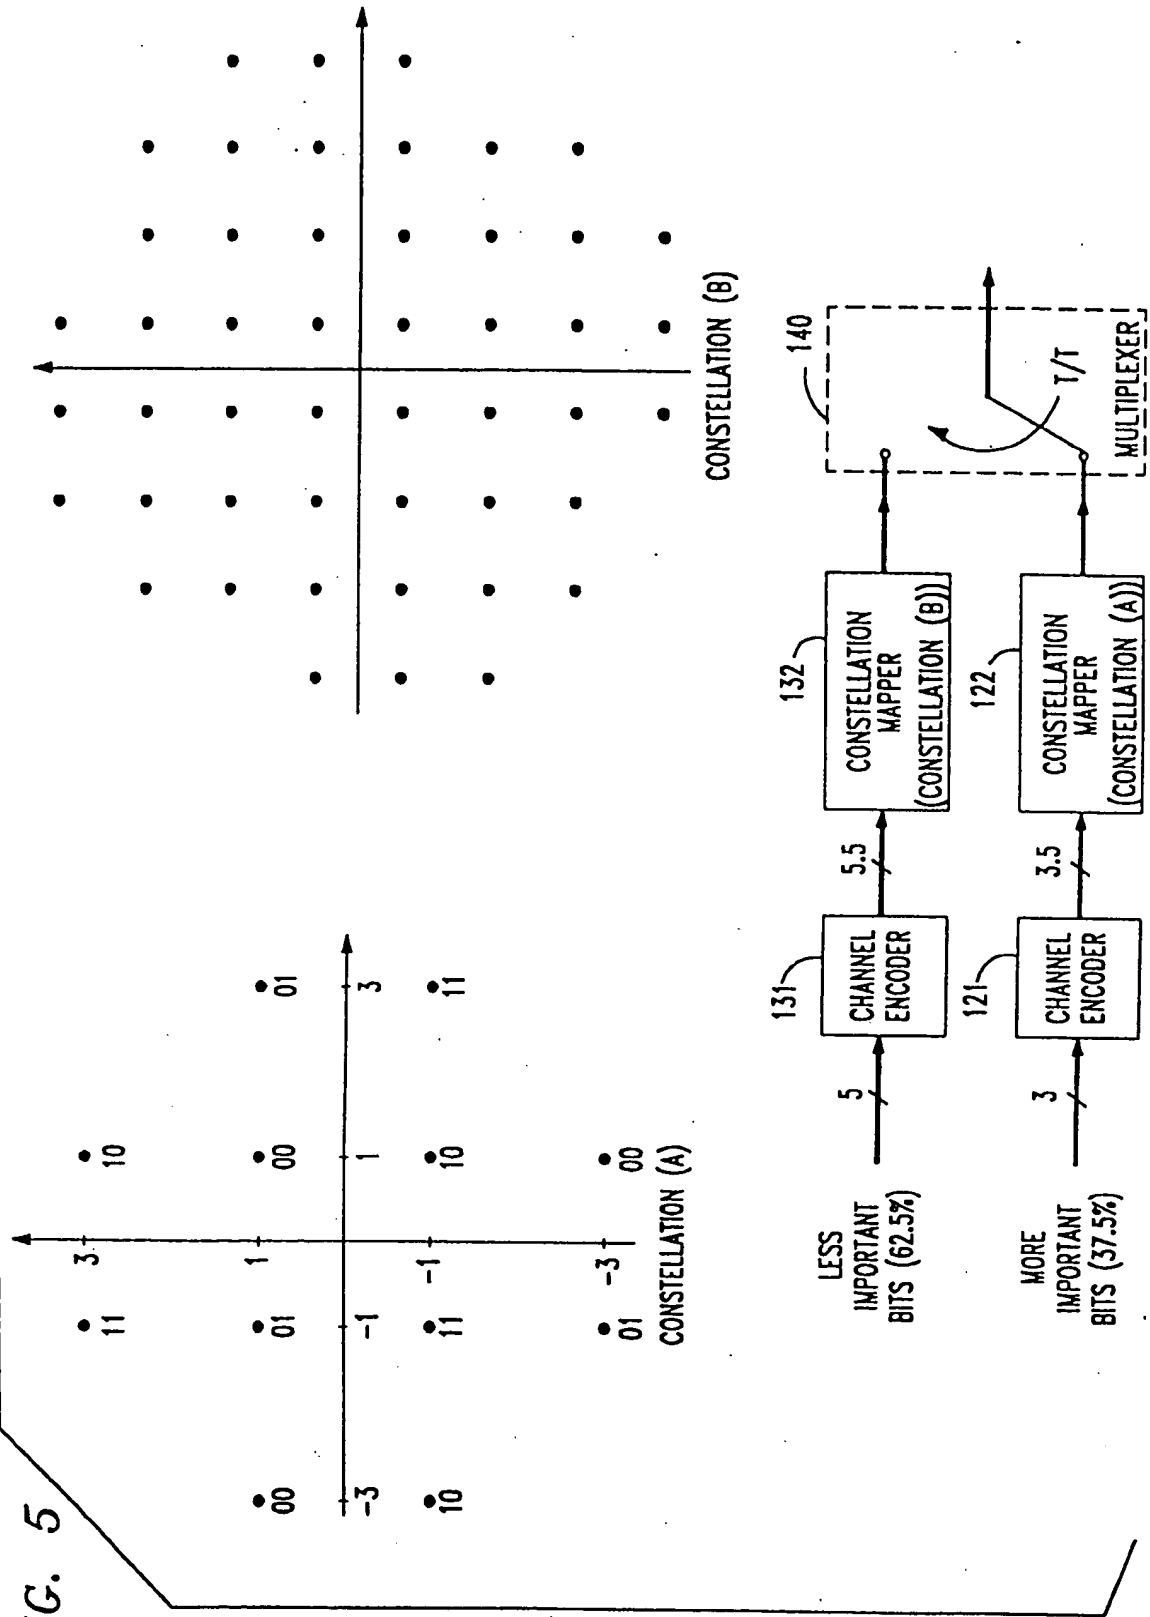 G. 5
3
11
10
1
01
00
00
01
-3
-1
1
3
10
-1
11
10
11
-3
01
00
CONSTELLATION (A)
CONSTELLATION (B)
LESS
IMPORTANT
BITS (62.5%)
5
131
CHANNEL
ENCODER
5.5
132
CONSTELLATION
MAPPER
(CONSTELLATION (B))
140
T/T
MULTIPLEXER
MORE
IMPORTANT
BITS (37.5%)
3
121
CHANNEL
ENCODER
3.5
122
CONSTELLATION
MAPPER
(CONSTELLATION (A))